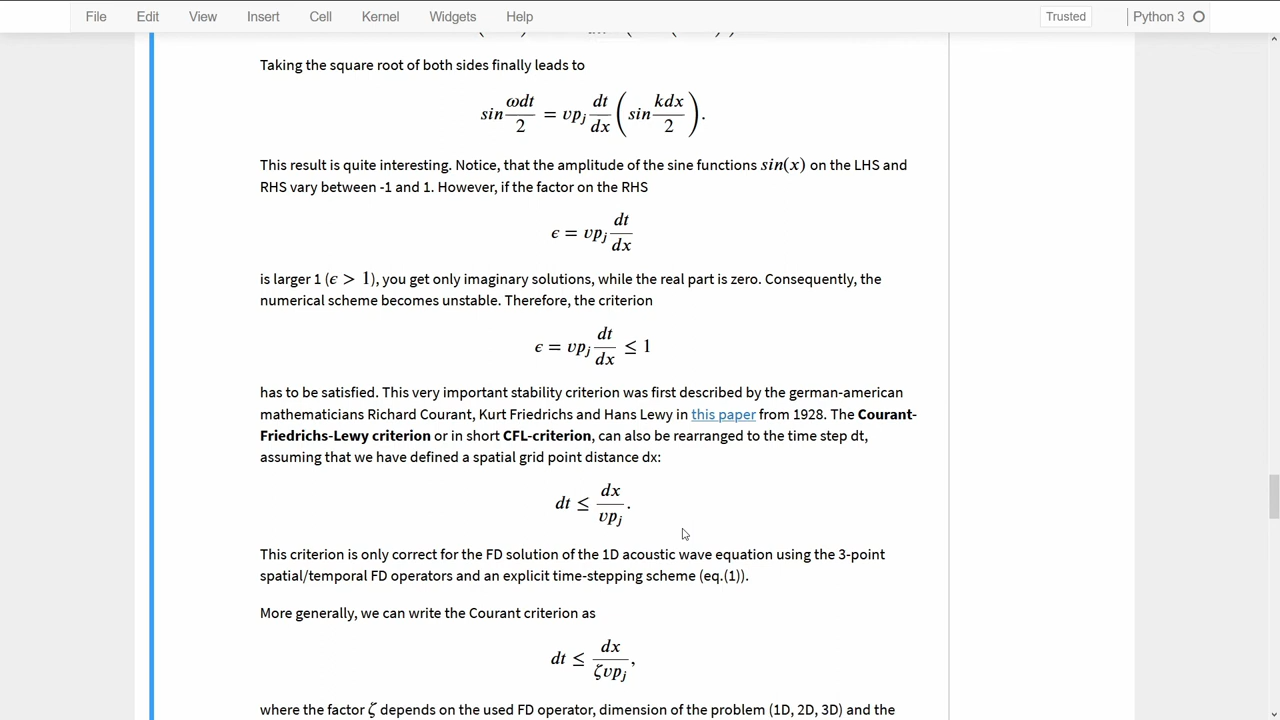 File Edit View Insert Cell Kernel Widgets Help Trusted Python 3
Taking the square root of both sides finally leads to
sin ωdt/2 = vp_j dt/dx (sin kdx/2).
This result is quite interesting. Notice, that the amplitude of the sine functions sin(x) on the LHS and
RHS vary between -1 and 1. However, if the factor on the RHS
ϵ = vp_j dt/dx
is larger 1 (ϵ > 1), you get only imaginary solutions, while the real part is zero. Consequently, the
numerical scheme becomes unstable. Therefore, the criterion
ϵ = vp_j dt/dx ≤ 1
has to be satisfied. This very important stability criterion was first described by the german-american
mathematicians Richard Courant, Kurt Friedrichs and Hans Lewy in this paper from 1928. The Courant-
Friedrichs-Lewy criterion or in short CFL-criterion, can also be rearranged to the time step dt,
assuming that we have defined a spatial grid point distance dx:
dt ≤ dx/vp_j.
This criterion is only correct for the FD solution of the 1D acoustic wave equation using the 3-point
spatial/temporal FD operators and an explicit time-stepping scheme (eq.(1)).
More generally, we can write the Courant criterion as
dt ≤ dx/ζvp_j,
where the factor ζ depends on the used FD operator, dimension of the problem (1D, 2D, 3D) and the